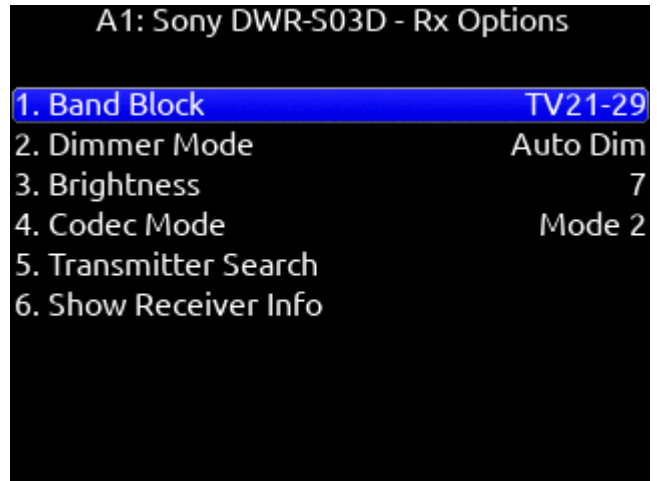 A1: Sony DWR-S03D - Rx Options
1. Band Block TV21-29
2. Dimmer Mode Auto Dim
3. Brightness 7
4. Codec Mode Mode 2
5. Transmitter Search
6. Show Receiver Info